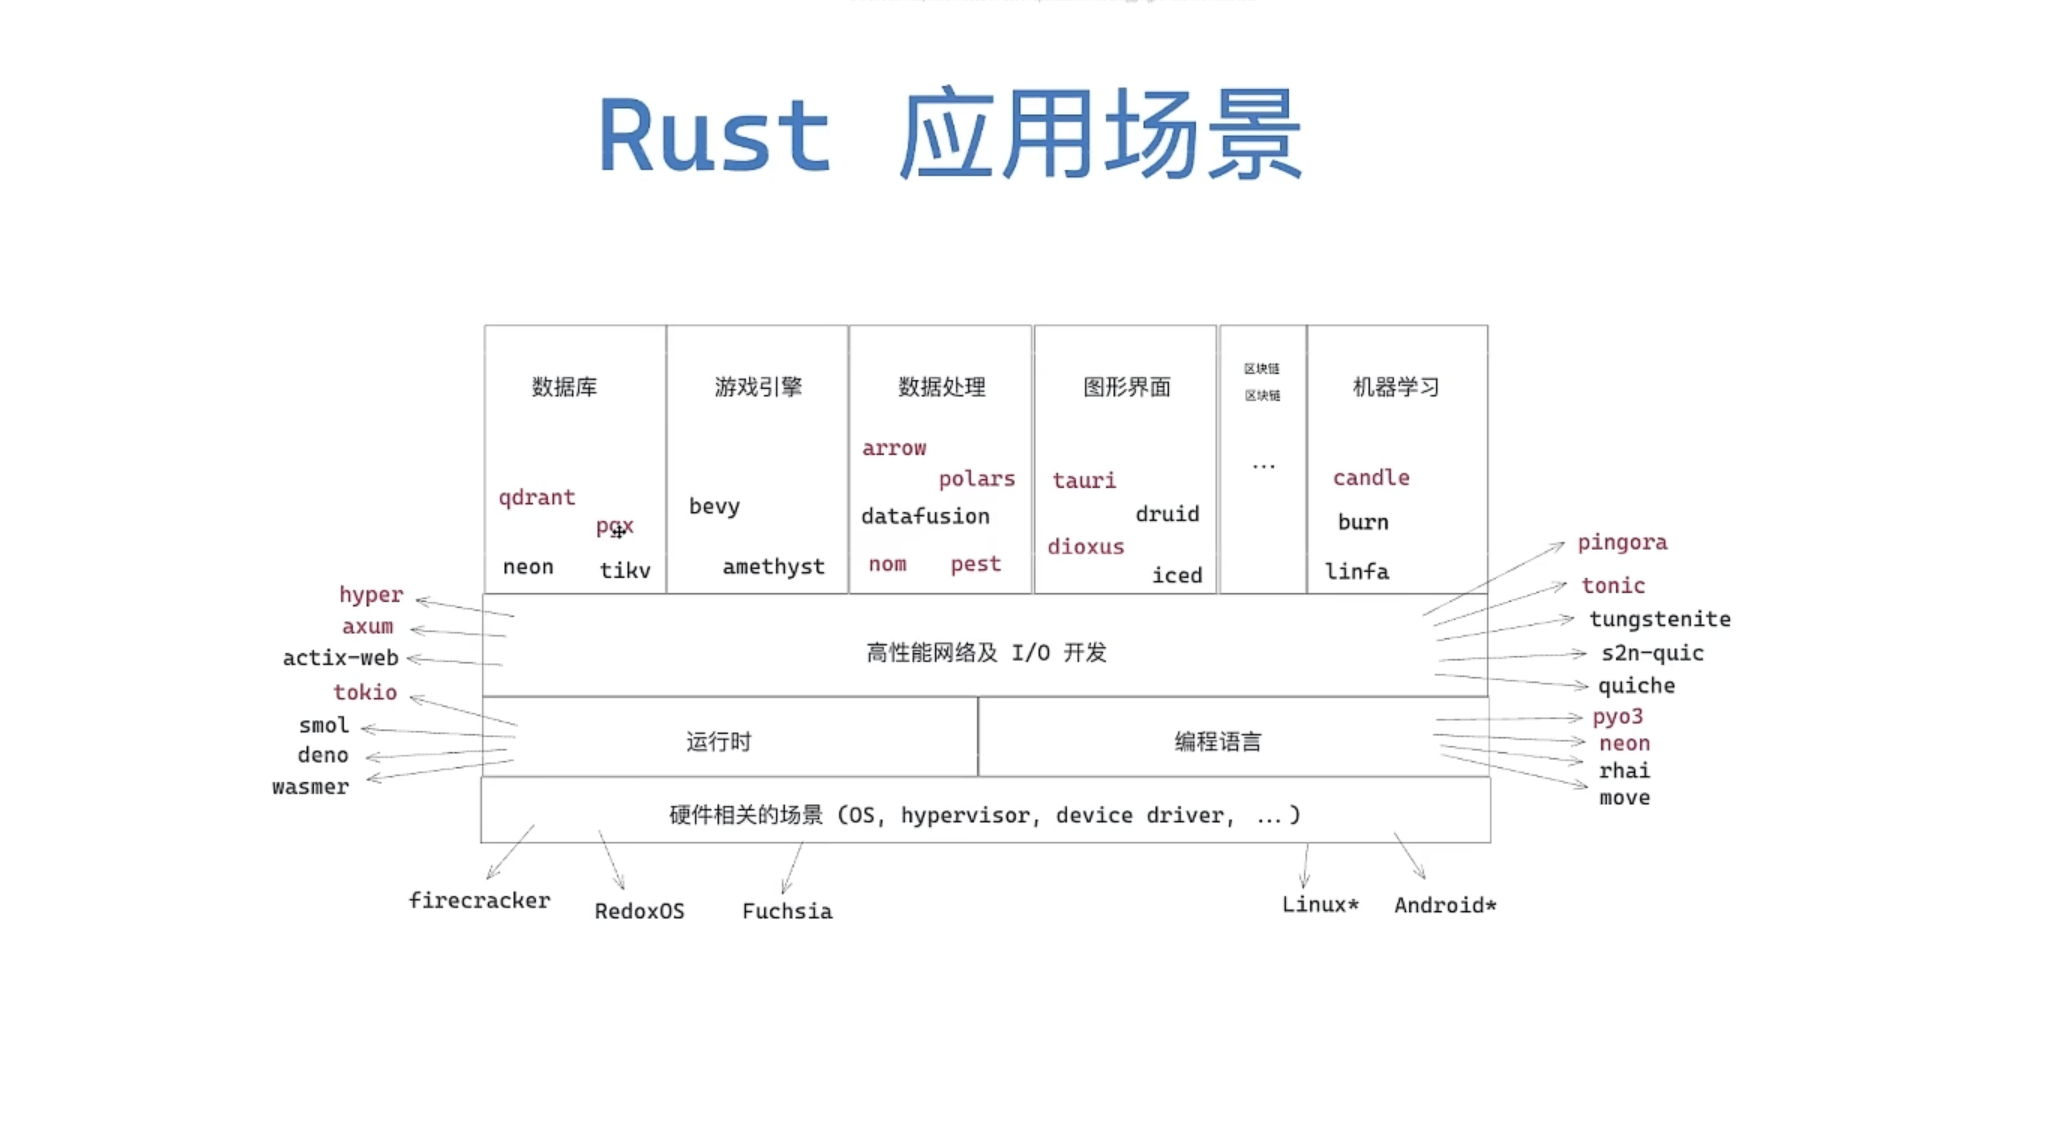 Rust 应用场景
数据库
游戏引擎
数据处理
图形界面
区块链
区块链
...
机器学习
qdrant
neon
tikv
bevy
amethyst
arrow
polars
datafusion
nom
pest
tauri
druid
dioxus
iced
candle
burn
linfa
hyper
axum
actix-web
tokio
smol
deno
wasmer
高性能网络及 I/O 开发
运行时
编程语言
硬件相关的场景 (OS, hypervisor, device driver, ...)
pingora
tonic
tungstenite
s2n-quic
quiche
pyo3
neon
rhai
move
firecracker
RedoxOS
Fuchsia
Linux*
Android*